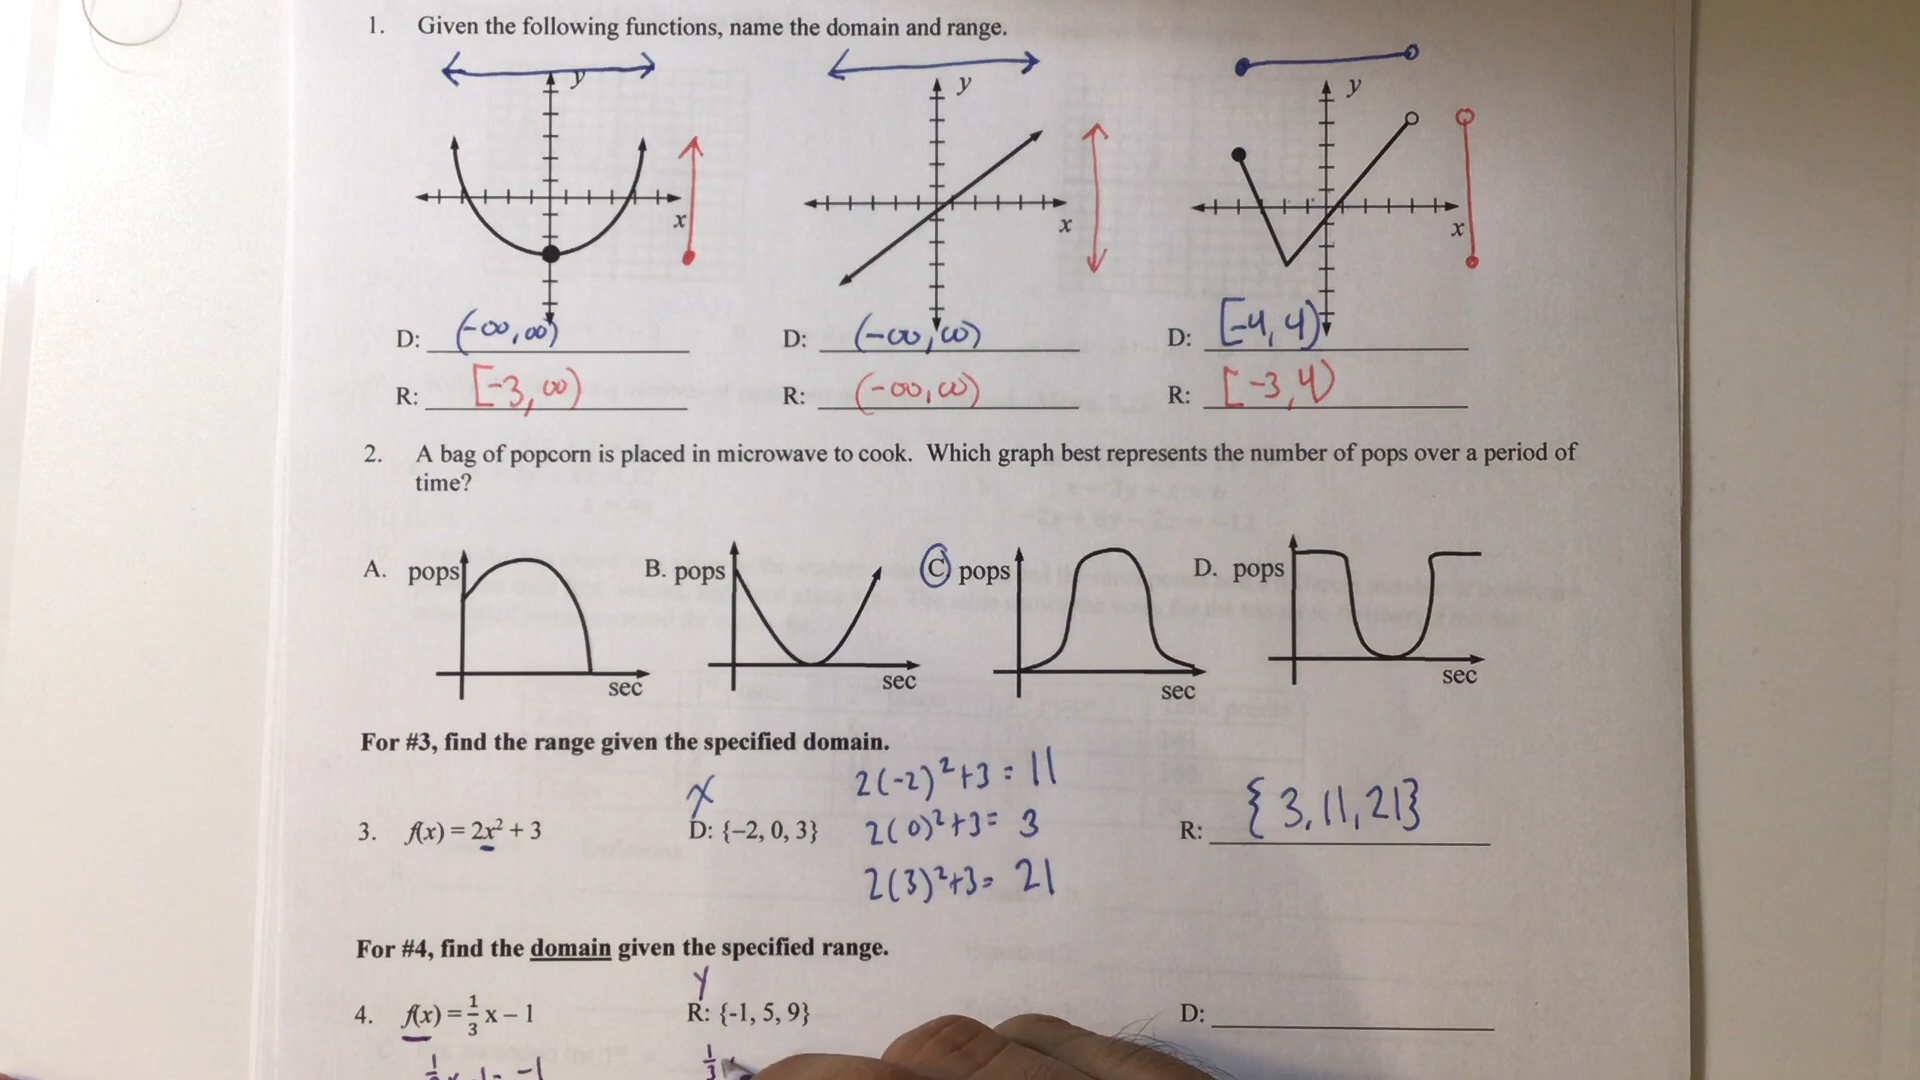 1. Given the following functions, name the domain and range.
y y y
x x x
D: (-∞,∞) D: (-∞,∞) D: [-4,4)
R: [-3,∞) R: (-∞,∞) R: [-3,4)
2. A bag of popcorn is placed in microwave to cook. Which graph best represents the number of pops over a period of
time?
A. pops B. pops C. pops D. pops
sec sec sec sec
For #3, find the range given the specified domain.
2(-2)²+3 = 11
x
3. f(x) = 2x² + 3 D: {–2, 0, 3} 2(0)²+3= 3 R: {3,11,21}
2(3)²+3= 21
For #4, find the domain given the specified range.
y
4. f(x) = 1/3 x – 1 R: {-1, 5, 9} D:
1/3